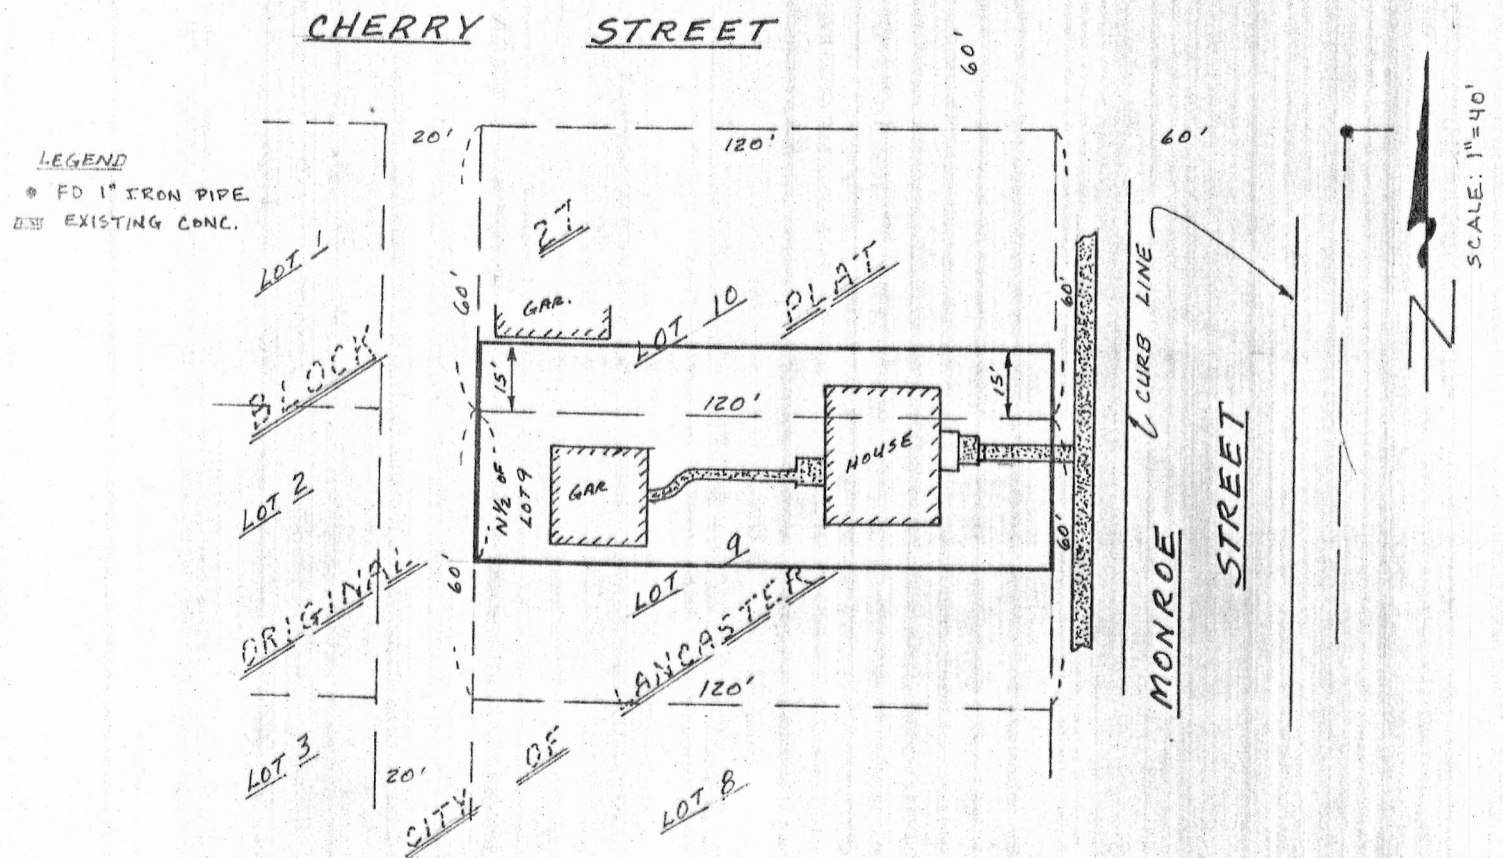 CHERRY STREET
60'
SCALE: 1"=40'
LEGEND
FD 1" IRON PIPE
EXISTING CONC.
20'
120'
60'
LOT 1
27
60'
GAR.
LOT 10
PLAT
60'
CURB LINE
BLOCK
15'
15'
120'
HOUSE
GAR
N 1/2 OF
LOT 9
LOT 2
60'
60'
LOT 9
MONROE STREET
ORIGINAL
LANCASTER
120'
LOT 3
20'
OF
CITY
LOT 8